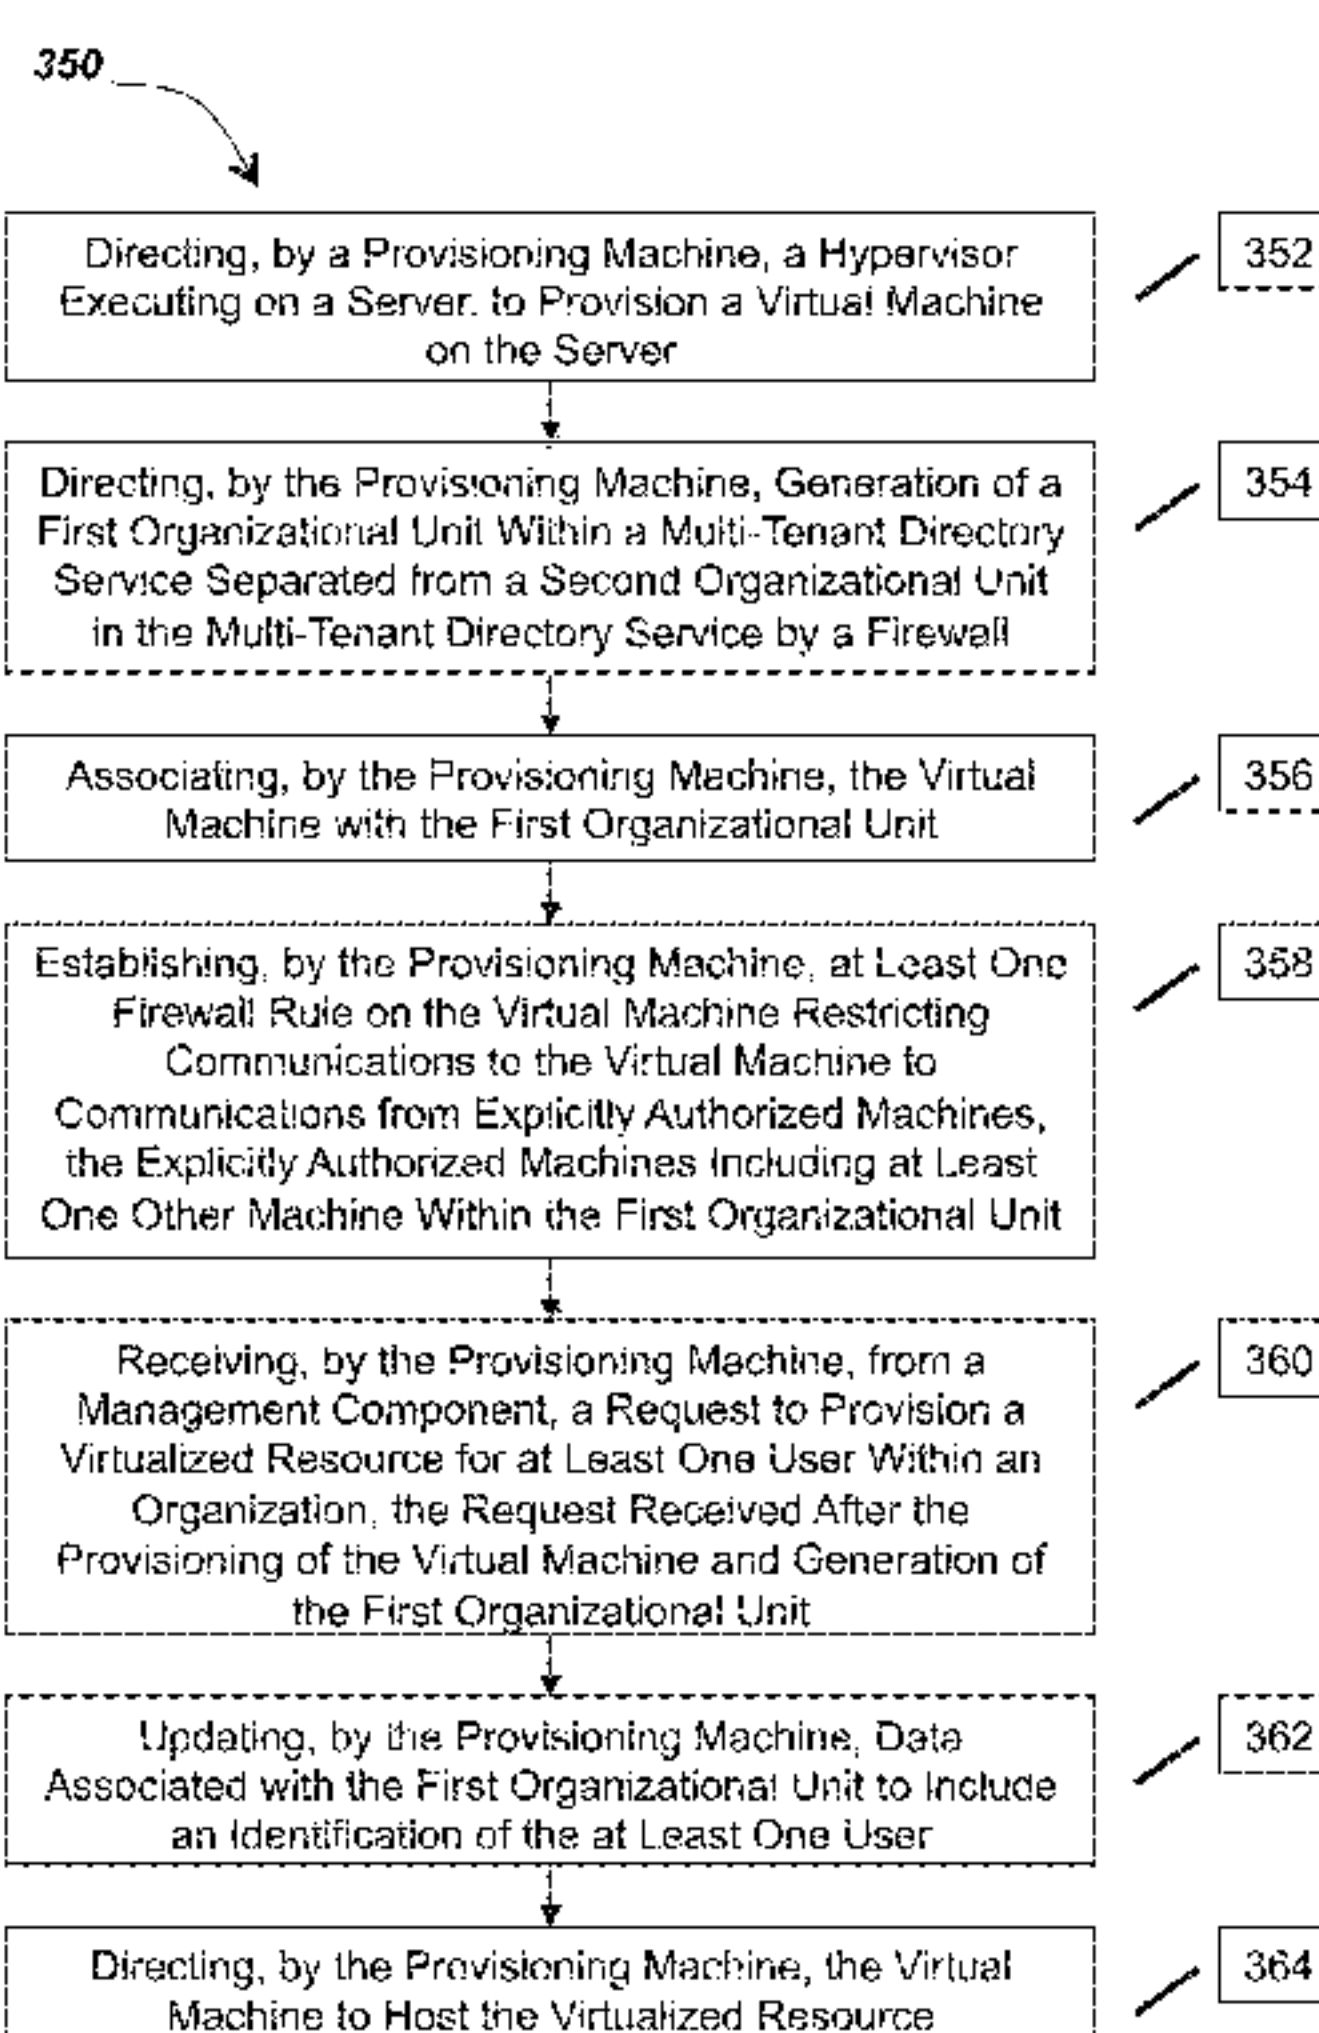 350
Directing, by a Provisioning Machine, a Hypervisor
Executing on a Server, to Provision a Virtual Machine
on the Server
352
Directing, by the Provisioning Machine, Generation of a
First Organizational Unit Within a Multi-Tenant Directory
Service Separated from a Second Organizational Unit
in the Multi-Tenant Directory Service by a Firewall
354
Associating, by the Provisioning Machine, the Virtual
Machine with the First Organizational Unit
356
Establishing, by the Provisioning Machine, at Least One
Firewall Rule on the Virtual Machine Restricting
Communications to the Virtual Machine to
Communications from Explicitly Authorized Machines,
the Explicitly Authorized Machines Including at Least
One Other Machine Within the First Organizational Unit
358
Receiving, by the Provisioning Machine, from a
Management Component, a Request to Provision a
Virtualized Resource for at Least One User Within an
Organization, the Request Received After the
Provisioning of the Virtual Machine and Generation of
the First Organizational Unit
360
Updating, by the Provisioning Machine, Data
Associated with the First Organizational Unit to Include
an Identification of the at Least One User
362
Directing, by the Provisioning Machine, the Virtual
Machine to Host the Virtualized Resource
364